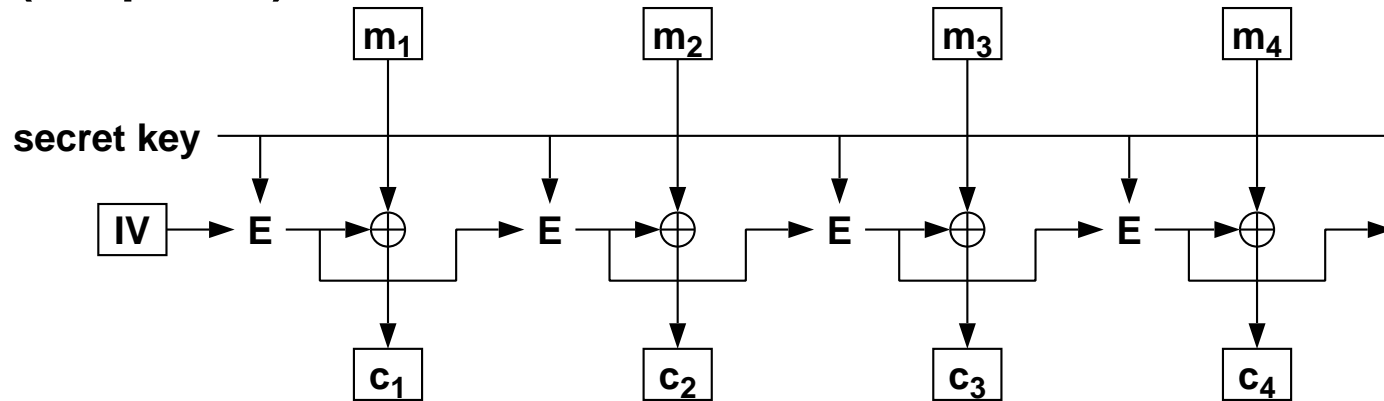 m₁ m₂ m₃ m₄
secret key
IV E E E E
c₁ c₂ c₃ c₄